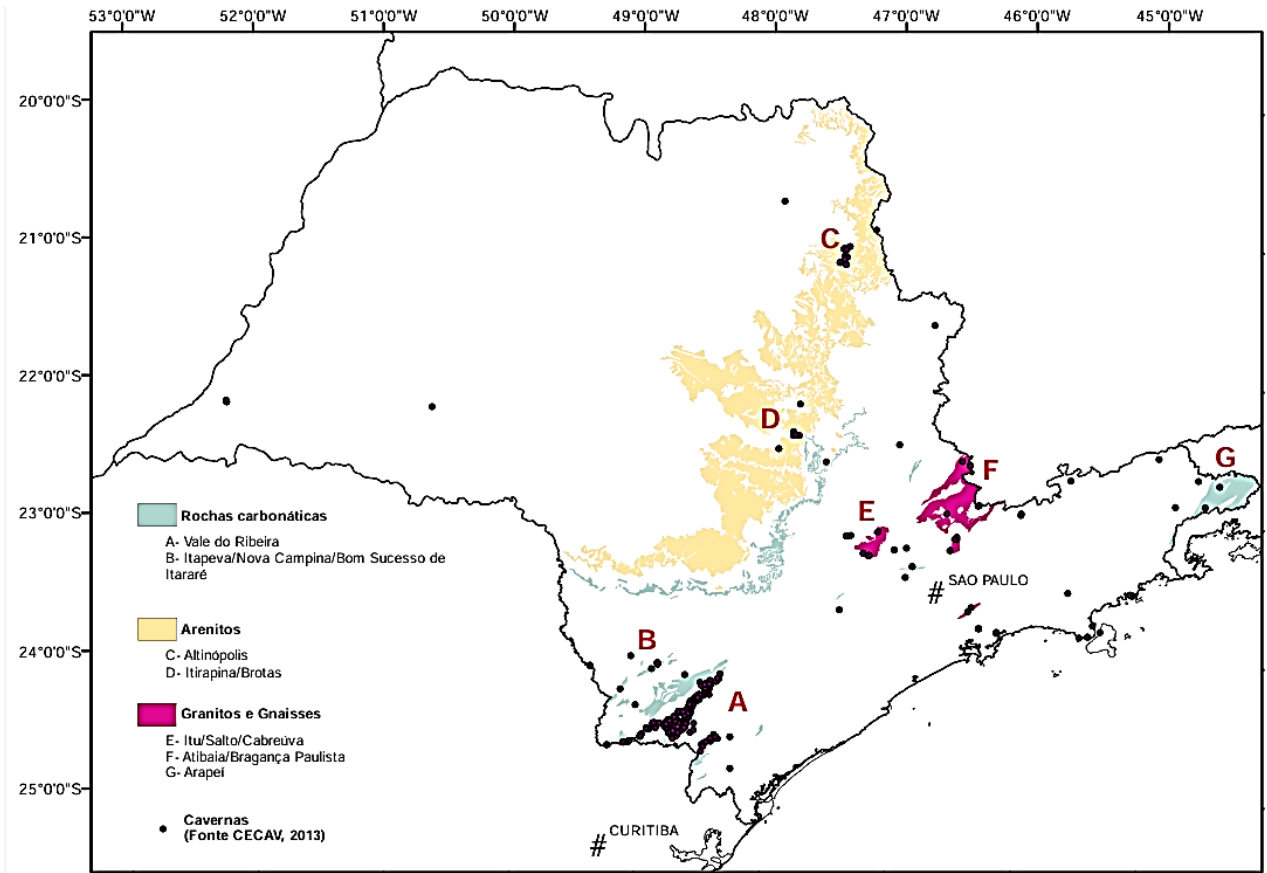 53°0'0"W 52°0'0"W 51°0'0"W 50°0'0"W 49°0'0"W 48°0'0"W 47°0'0"W 46°0'0"W 45°0'0"W
20°0'0"S
21°0'0"S
C
22°0'0"S
D
F
G
23°0'0"S
E
Rochas carbonáticas
A- Vale do Ribeira
B- Itapeva/Nova Campina/Bom Sucesso de
Itararé
# SAO PAULO
Arenitos
C- Altinópolis
D- Itirapina/Brotas
24°0'0"S
B
A
Granitos e Gnaisses
E- Itu/Salto/Cabreúva
F- Atibaia/Bragança Paulista
G- Arapeí
25°0'0"S
Cavernas
(Fonte CECAV, 2013)
# CURITIBA